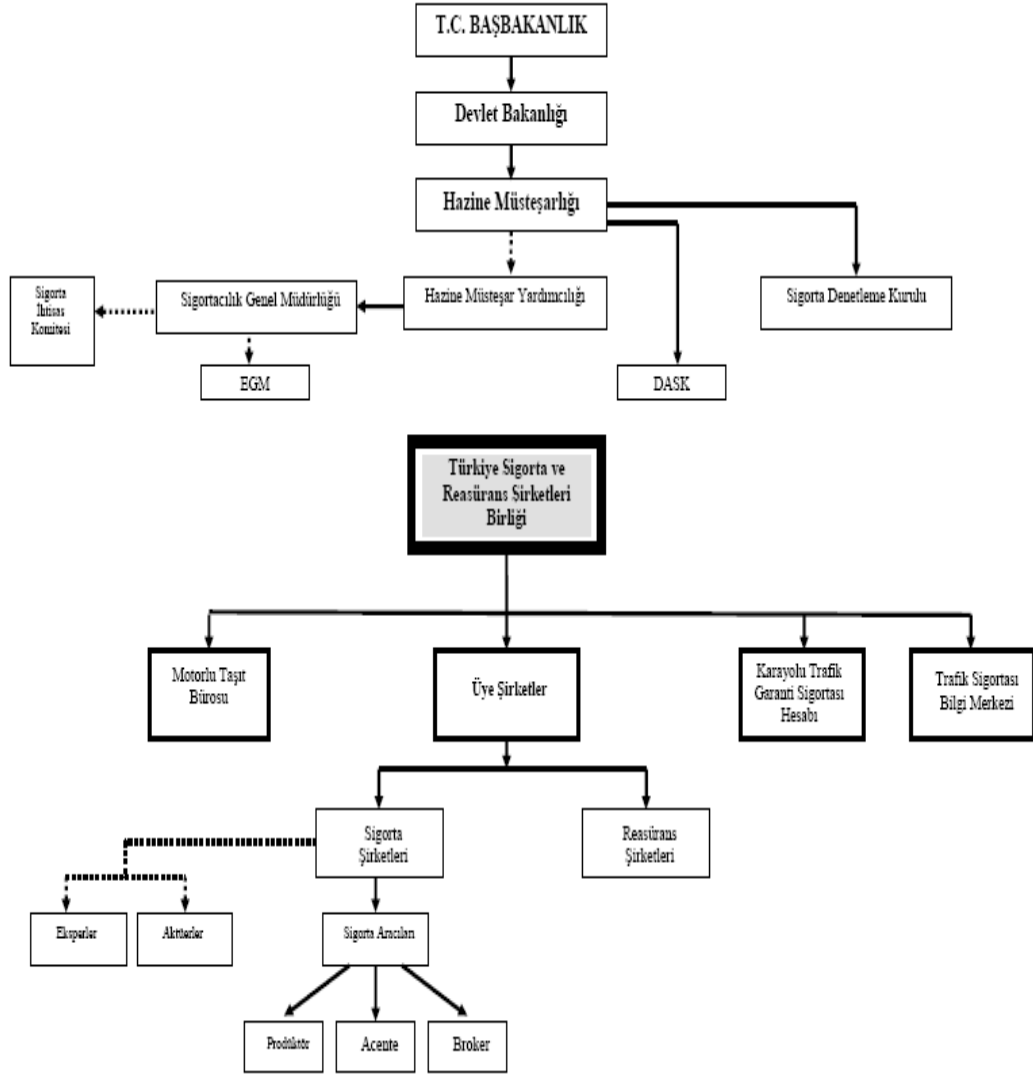 T.C. BAŞBAKANLIK
Devlet Bakanlığı
Hazine Müsteşarlığı
Sigorta
İhtisas
Komitesi
Sigortacılık Genel Müdürlüğü
Hazine Müsteşar Yardımcılığı
Sigorta Denetleme Kurulu
EGM
DASK
Türkiye Sigorta ve
Reasürans Şirketleri
Birliği
Motorlu Taşıt
Bürosu
Üye Şirketler
Karayolu Trafik
Garanti Sigortası
Hesabı
Trafik Sigortası
Bilgi Merkezi
Sigorta
Şirketleri
Reasürans
Şirketleri
Eksperler
Aktüerler
Sigorta Aracıları
Prodüktör
Acente
Broker